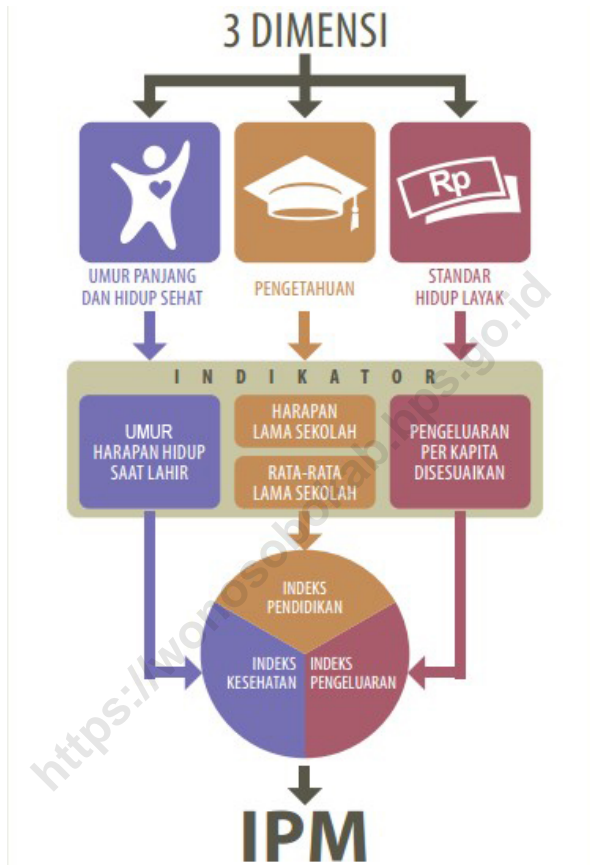 3 DIMENSI
Rp
UMUR PANJANG
DAN HIDUP SEHAT
PENGETAHUAN
STANDAR
HIDUP LAYAK
INDIKATOR
UMUR
HARAPAN HIDUP
SAAT LAHIR
HARAPAN
LAMA SEKOLAH
RATA-RATA
LAMA SEKOLAH
PENGELUARAN
PER KAPITA
DISESUAIKAN
INDEKS
PENDIDIKAN
INDEKS
KESEHATAN
INDEKS
PENGELUARAN
IPM
https://wonosobokab.bps.go.id